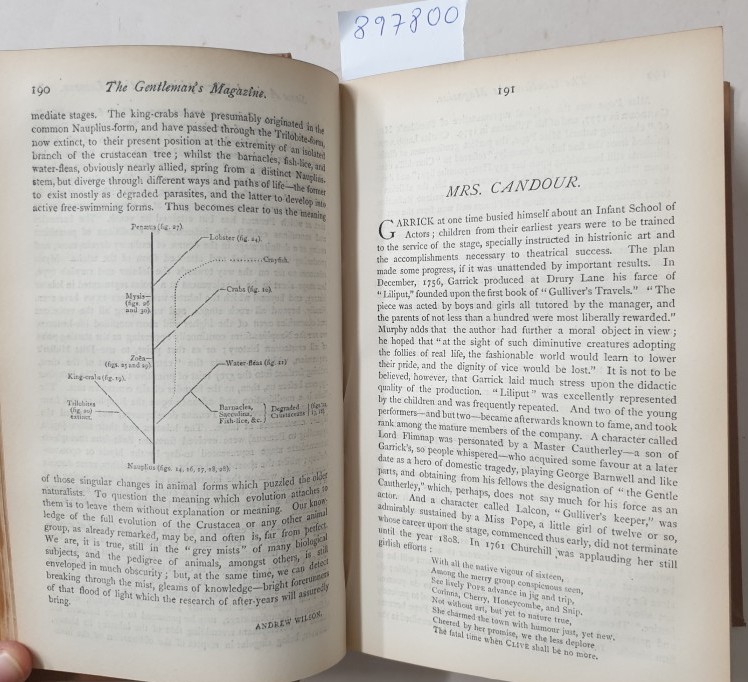 897800
190 The Gentleman's Magazine.
mediate stages. The king-crabs have presumably originated in the
common Nauplius-form, and have passed through the Trilobite-form,
now extinct, to their present position at the extremity of an isolated
branch of the crustacean tree; whilst the barnacles, fish-lice, and
water-fleas, obviously nearly allied, spring from a distinct Nauplius-
stem, but diverge through different ways and paths of life—the former
to exist mostly as degraded parasites, and the latter to develop into
active free-swimming forms. Thus becomes clear to us the meaning
Penæus (fig. 27).
Lobster (fig. 24).
Crayfish.
Crabs (fig. 10).
Mysis—
(figs. 26
and 30).
Zoëa—
(figs. 25 and 29).
Water-fleas (fig. 11)
King-crabs (fig. 19).
Trilobites
(fig. 20)
extinct.
Barnacles,
Sacculina,
Fish-lice, &c.
Degraded
Crustaceans
Nauplius (figs. 14, 16, 17, 18, 28).
of those singular changes in animal forms which puzzled the older
naturalists. To question the meaning which evolution attaches to
them is to leave them without explanation or meaning. Our know-
ledge of the full evolution of the Crustacea or any other animal
group, as already remarked, may be, and often is, far from perfect.
We are, it is true, still in the "grey mists" of many biological
subjects, and the pedigree of animals, amongst others, is still
enveloped in much obscurity; but, at the same time, we can detect
breaking through the mist, gleams of knowledge—bright forerunners
of that flood of light which the research of after-years will assuredly
bring.
ANDREW WILSON.
191
MRS. CANDOUR.
GARRICK at one time busied himself about an Infant School of
Actors; children from their earliest years were to be trained
to the service of the stage, specially instructed in histrionic art and
the accomplishments necessary to theatrical success. The plan
made some progress, if it was unattended by important results. In
December, 1756, Garrick produced at Drury Lane his farce of
"Liliput," founded upon the first book of "Gulliver's Travels." "The
piece was acted by boys and girls all tutored by the manager, and
the parents of not less than a hundred were most liberally rewarded."
Murphy adds that the author had further a moral object in view;
he hoped that "at the sight of such diminutive creatures adopting
the follies of real life, the fashionable world would learn to lower
their pride, and the dignity of vice would be lost." It is not to be
believed, however, that Garrick laid much stress upon the didactic
quality of the production. "Liliput" was excellently represented
by the children and was frequently repeated. And two of the young
performers—and but two—became afterwards known to fame, and took
rank among the mature members of the company. A character called
Lord Flimnap was personated by a Master Cautherley—a son of
Garrick's, so people whispered—who acquired some favour at a later
date as a hero of domestic tragedy, playing George Barnwell and like
parts, and obtaining from his fellows the designation of "the Gentle
Cautherley," which, perhaps, does not say much for his force as an
actor. And a character called Lalcon, "Gulliver's keeper," was
admirably sustained by a Miss Pope, a little girl of twelve or so,
whose career upon the stage, commenced thus early, did not terminate
until the year 1808. In 1761 Churchill was applauding her still
girlish efforts:
With all the native vigour of sixteen,
Among the merry group conspicuous seen,
See lively POPE advance in jig and trip,
Corinna, Cherry, Honeycombe, and Snip.
Not without art, but yet to nature true,
She charmed the town with humour just, yet new.
Cheered by her promise, we the less deplore
The fatal time when CLIVE shall be no more.